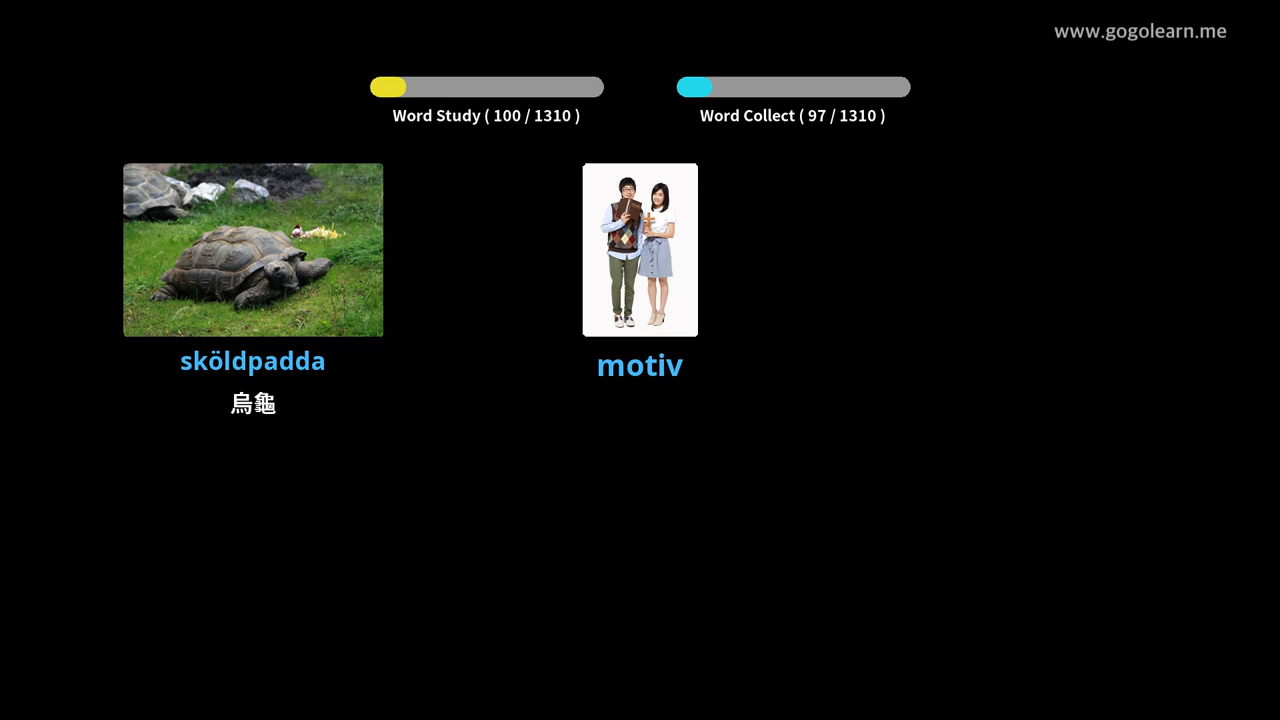 www.gogolearn.me
Word Study ( 100 / 1310 )
Word Collect ( 97 / 1310 )
sköldpadda
烏龜
motiv